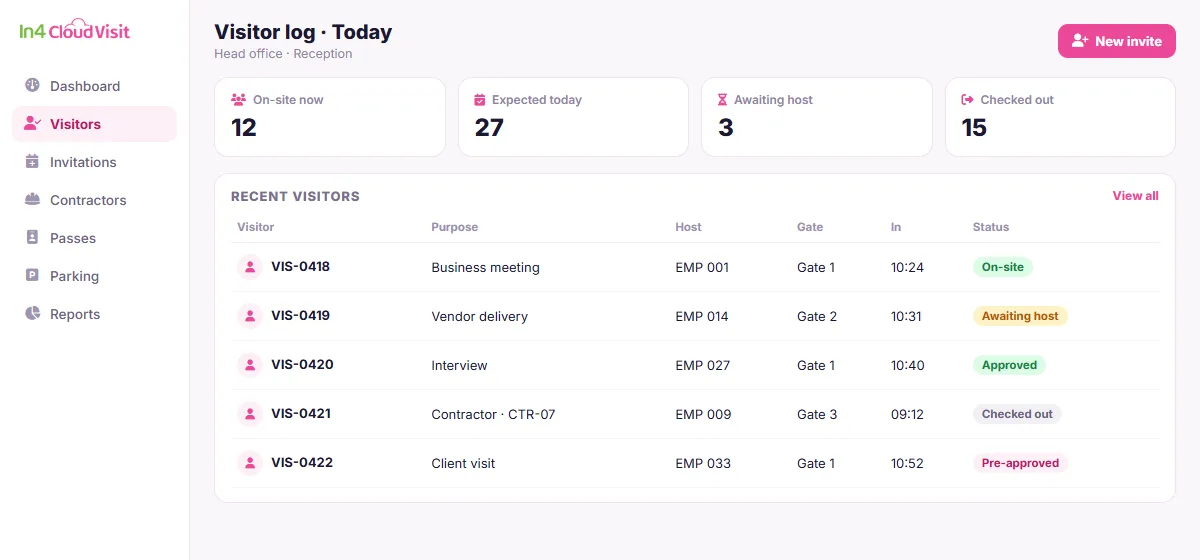 In4 CloudVisit
Dashboard
Visitors
Invitations
Contractors
Passes
Parking
Reports
Visitor log · Today
Head office · Reception
New invite
On-site now
12
Expected today
27
Awaiting host
3
Checked out
15
RECENT VISITORS
View all
Visitor Purpose Host Gate In Status
VIS-0418 Business meeting EMP 001 Gate 1 10:24 On-site
VIS-0419 Vendor delivery EMP 014 Gate 2 10:31 Awaiting host
VIS-0420 Interview EMP 027 Gate 1 10:40 Approved
VIS-0421 Contractor · CTR-07 EMP 009 Gate 3 09:12 Checked out
VIS-0422 Client visit EMP 033 Gate 1 10:52 Pre-approved